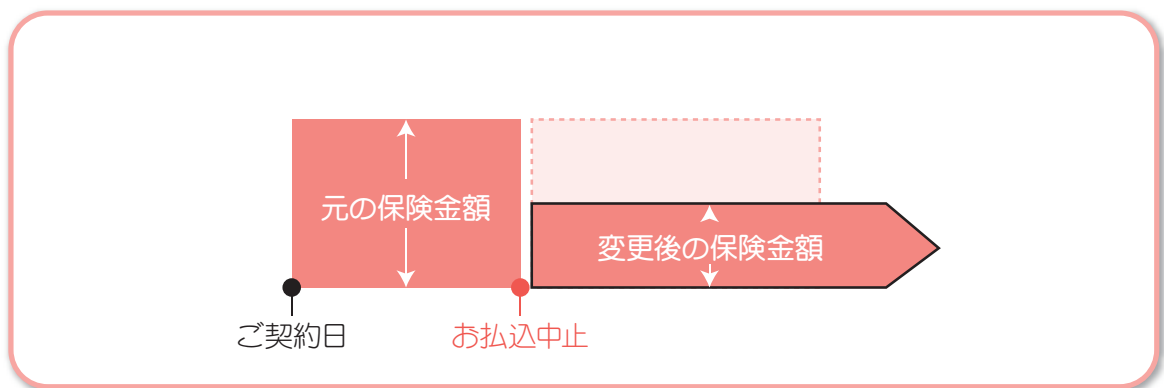 元の保険金額
変更後の保険金額
ご契約日
お払込中止